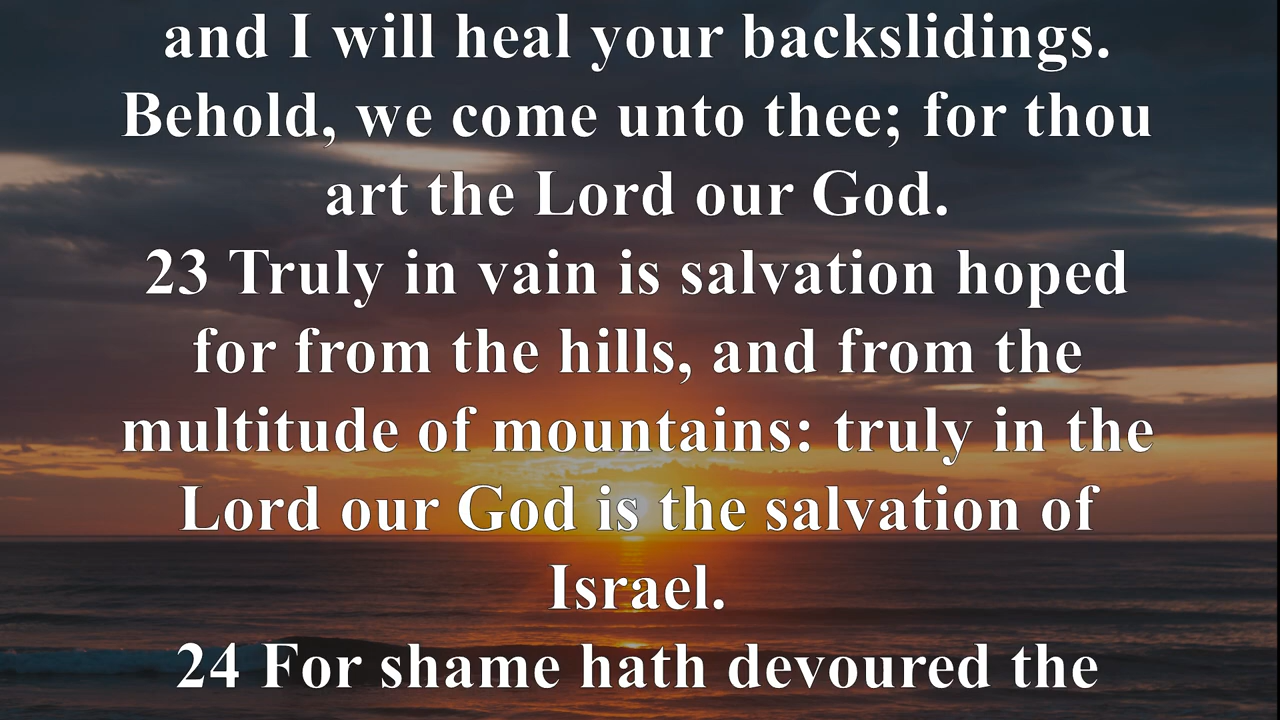 and I will heal your backslidings.
Behold, we come unto thee; for thou
art the Lord our God.
23 Truly in vain is salvation hoped
for from the hills, and from the
multitude of mountains: truly in the
Lord our God is the salvation of
Israel.
24 For shame hath devoured the